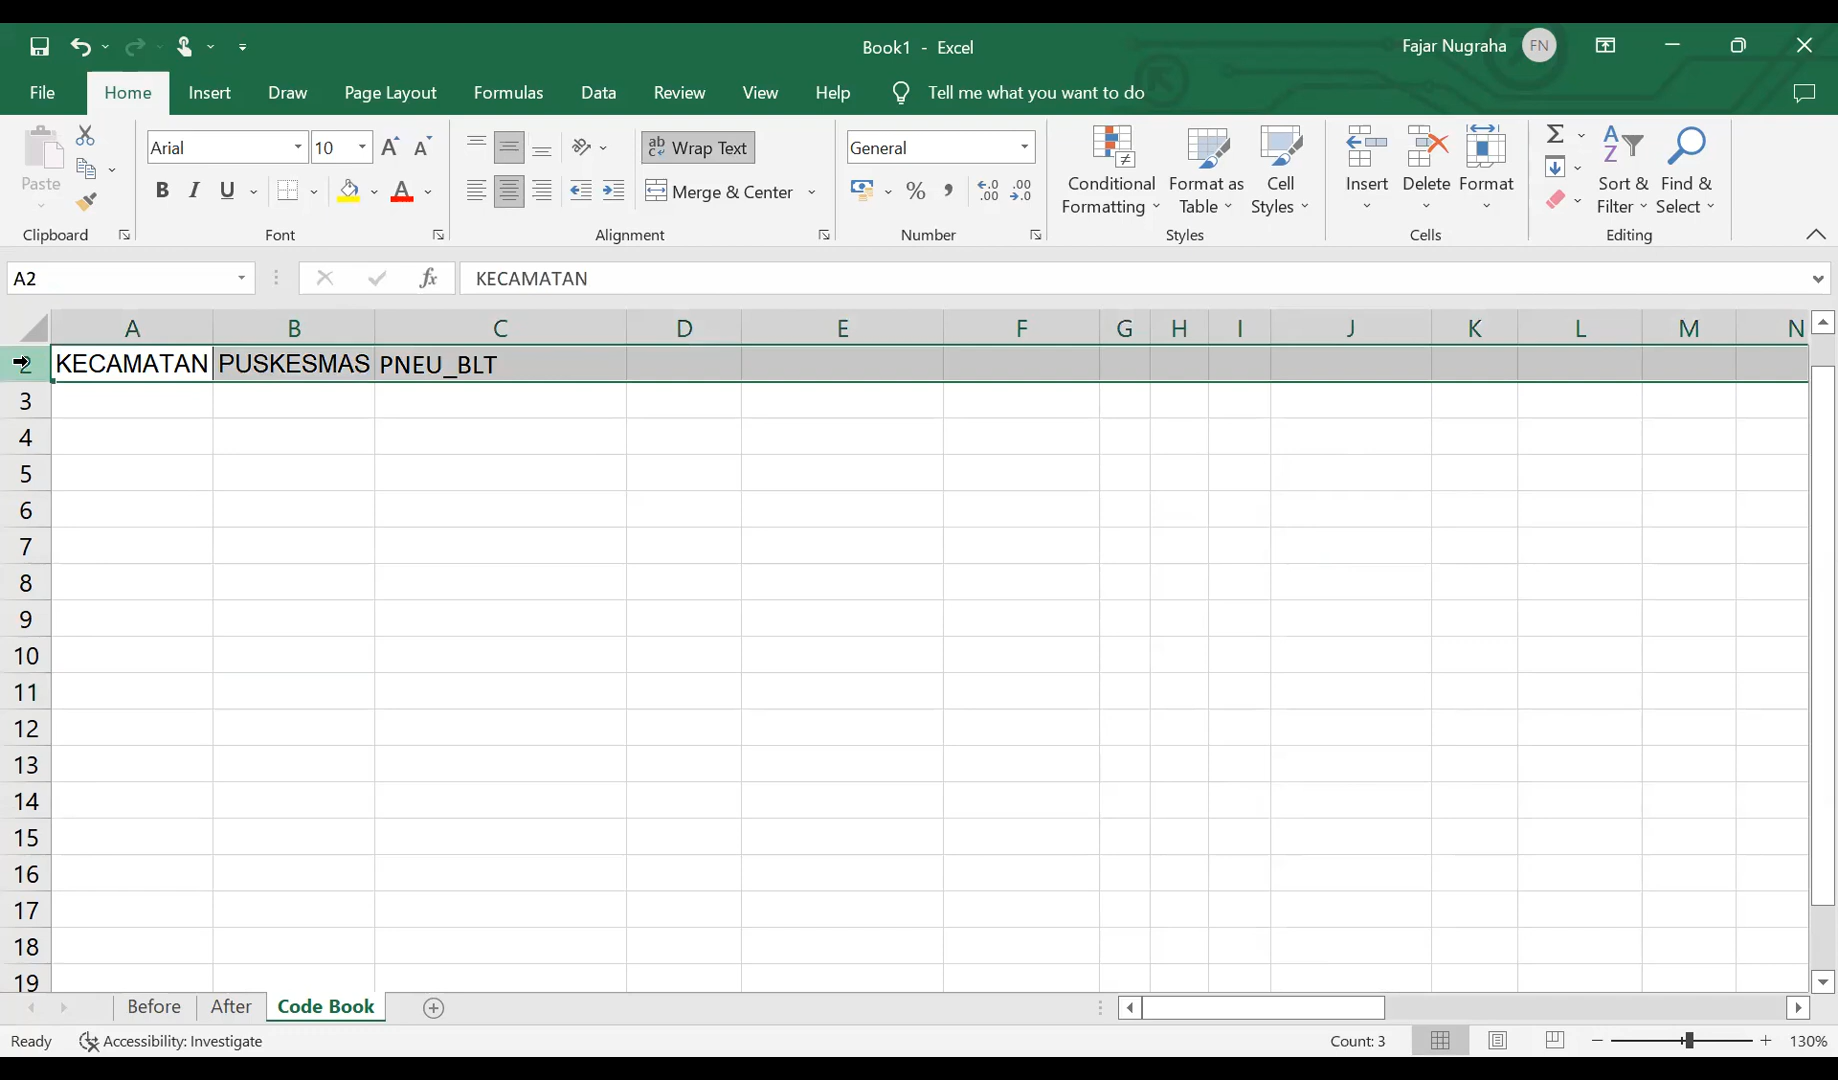 Book1 - Excel
Fajar Nugraha FN
File Home Insert Draw Page Layout Formulas Data Review View Help Tell me what you want to do
Paste
Clipboard
Arial 10
B I U A
Font
Wrap Text
Merge & Center
Alignment
General
% , .00
Number
Conditional Formatting
Format as Table
Cell Styles
Styles
Insert Delete Format
Cells
Sort & Filter
Find & Select
Editing
A2 fx KECAMATAN
A B C D E F G H I J K L M N
2 KECAMATAN PUSKESMAS PNEU_BLT
3
4
5
6
7
8
9
10
11
12
13
14
15
16
17
18
19
Before After Code Book
Ready Accessibility: Investigate Count: 3 130%